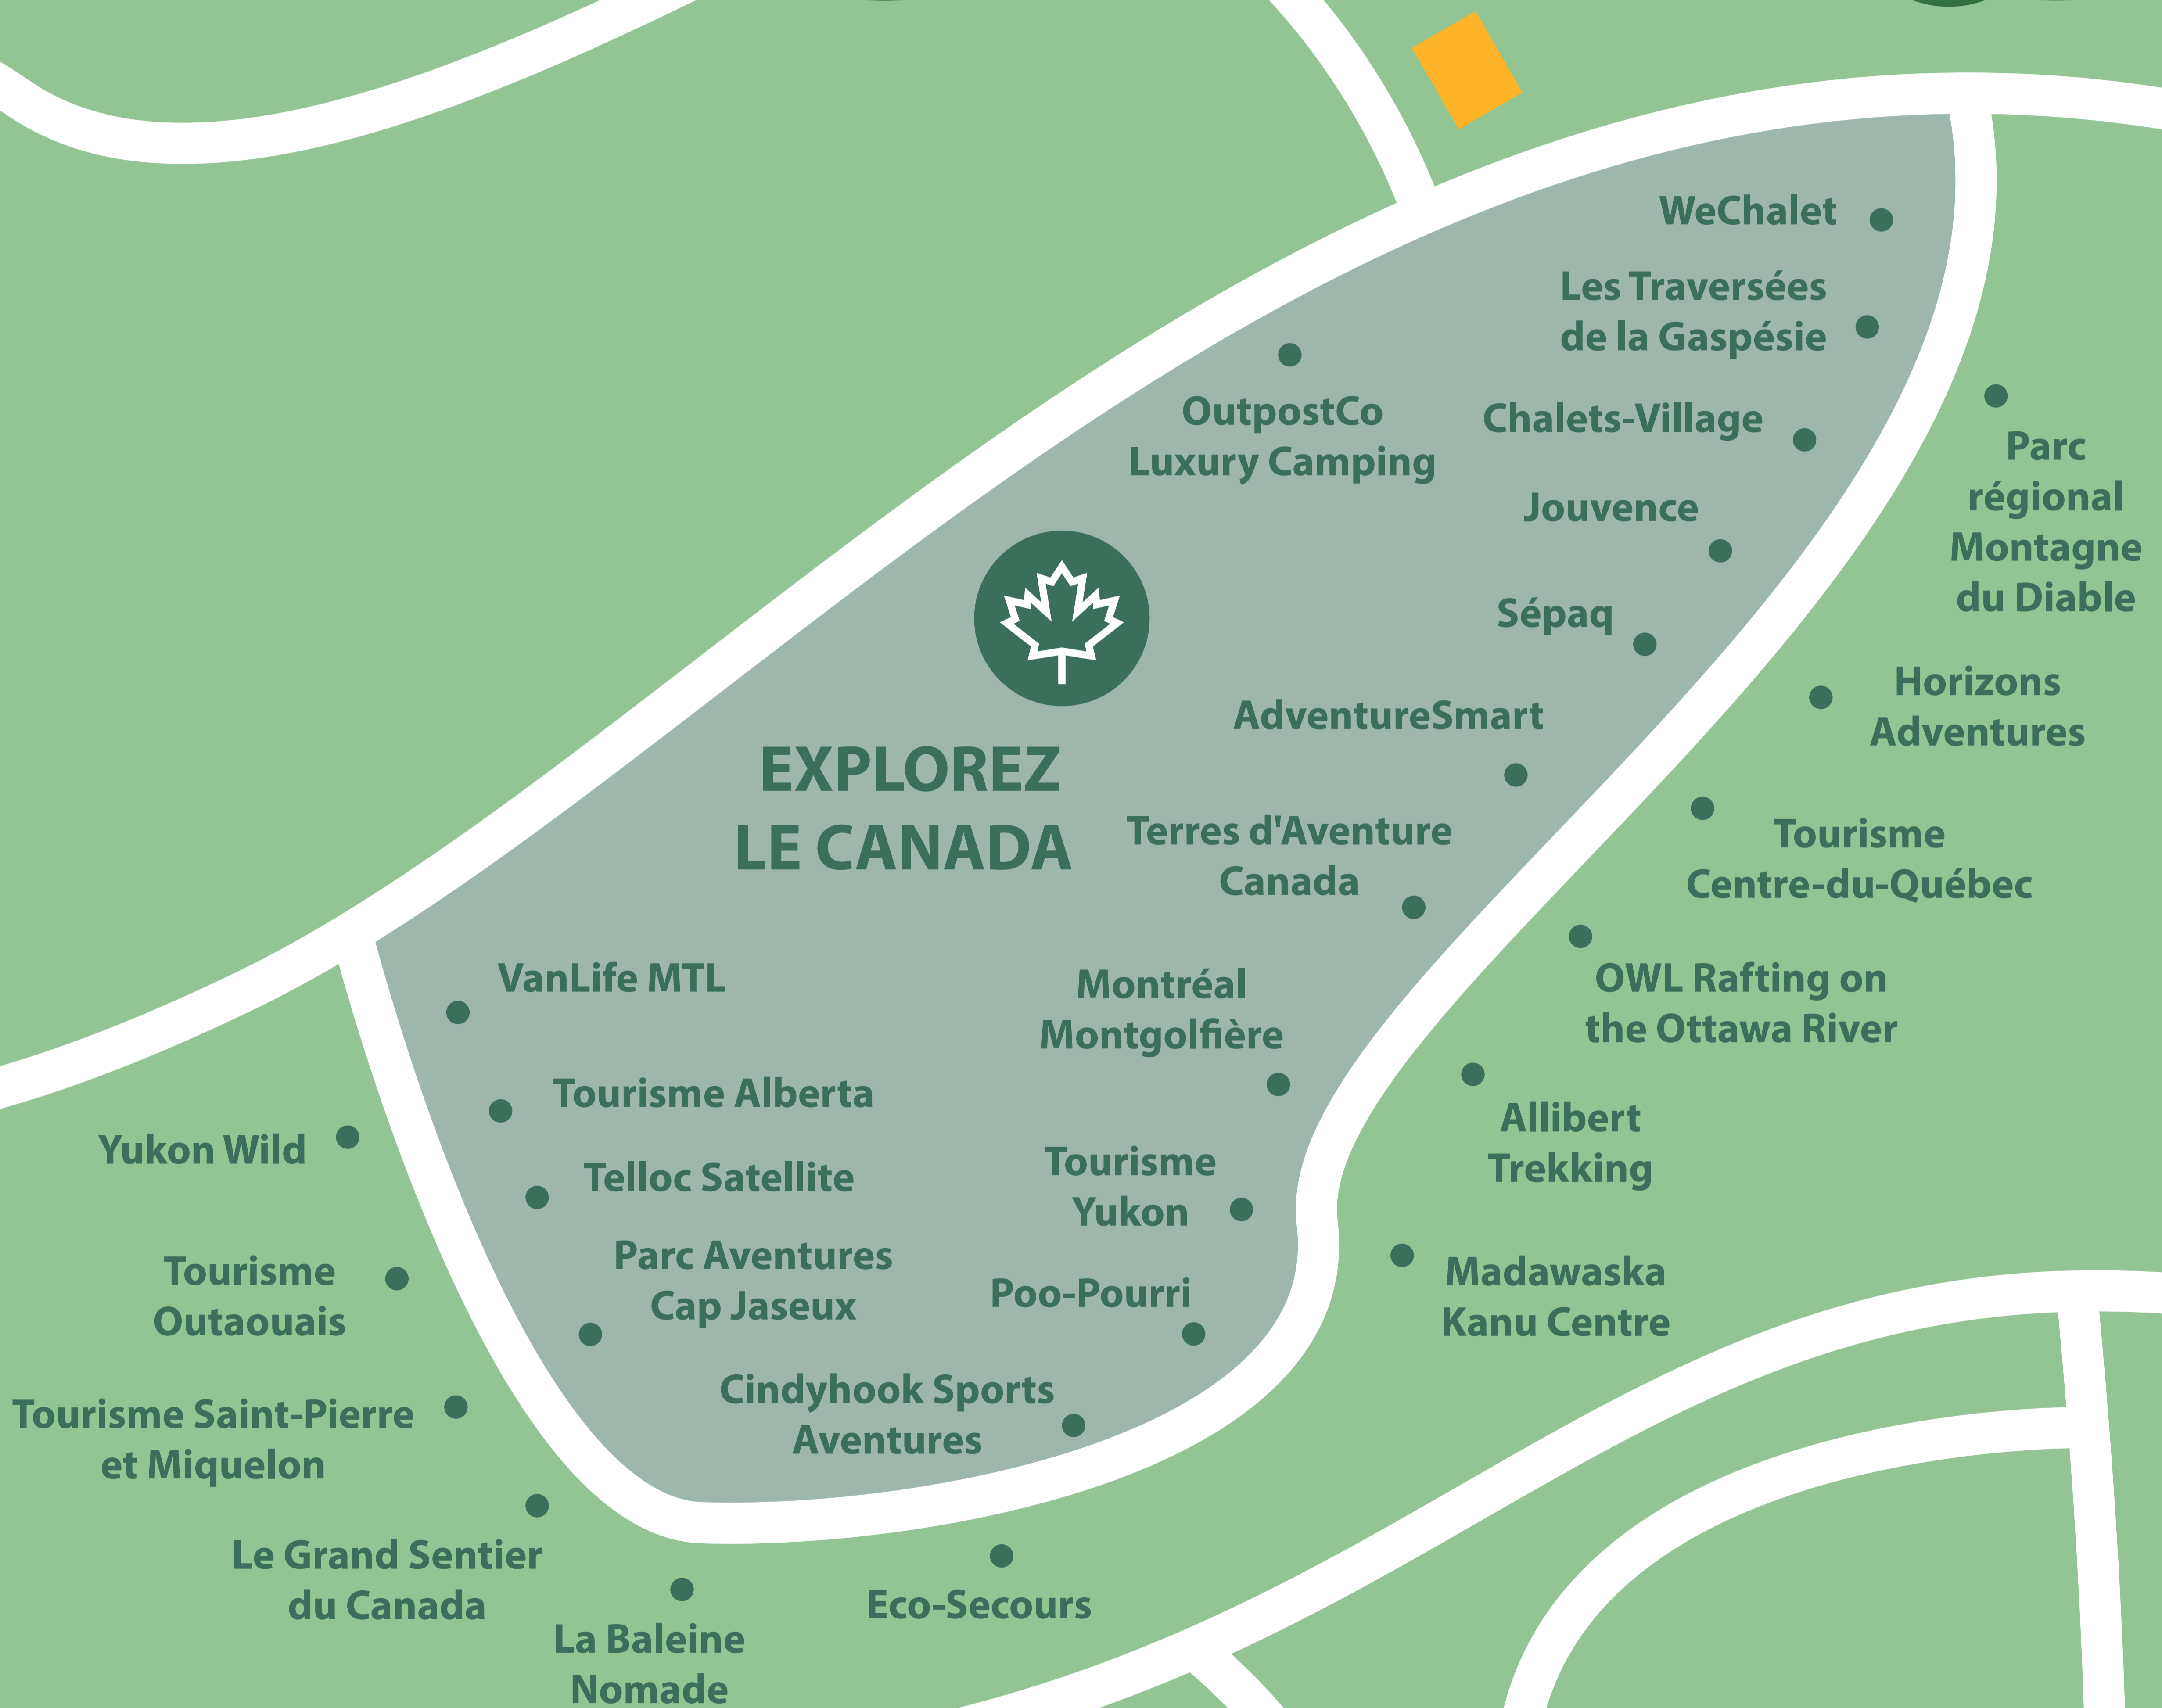 WeChalet
Les Traversées
de la Gaspésie
OutpostCo
Luxury Camping
Chalets-Village
Jouvence
Sépaq
AdventureSmart
Terres d'Aventure
Canada
EXPLOREZ
LE CANADA
Parc
régional
Montagne
du Diable
Horizons
Adventures
Tourisme
Centre-du-Québec
OWL Rafting on
the Ottawa River
Allibert
Trekking
Madawaska
Kanu Centre
VanLife MTL
Tourisme Alberta
Telloc Satellite
Parc Aventures
Cap Jaseux
Montréal
Montgolfière
Tourisme
Yukon
Poo-Pourri
Cindyhook Sports
Aventures
Yukon Wild
Tourisme
Outaouais
Tourisme Saint-Pierre
et Miquelon
Le Grand Sentier
du Canada
La Baleine
Nomade
Eco-Secours